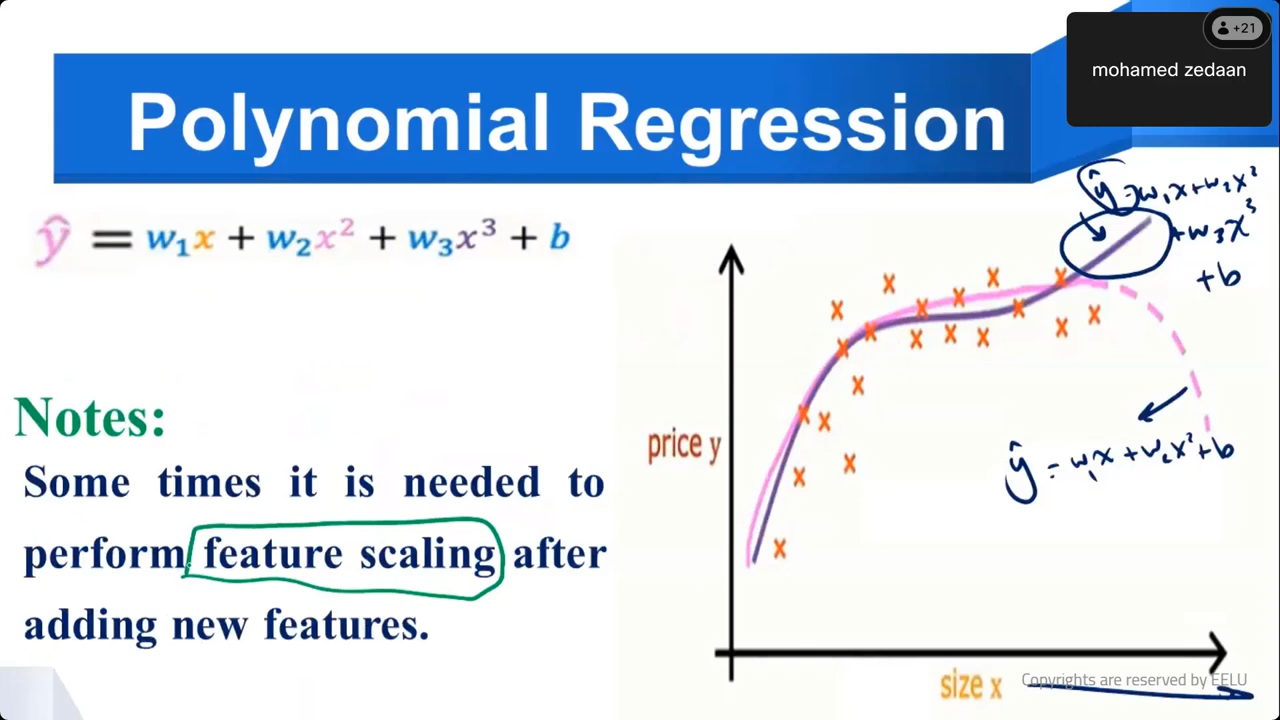 +21
mohamed zedaan
Polynomial Regression
ŷ = w₁x + w₂x² + w₃x³ + b
ŷ = w₁x + w₂x²
+ w₃x³
+ b
Notes:
Some times it is needed to
perform feature scaling after
adding new features.
price y
ŷ = w₁x + w₂x² + b
size x
Copyrights are reserved by EELU